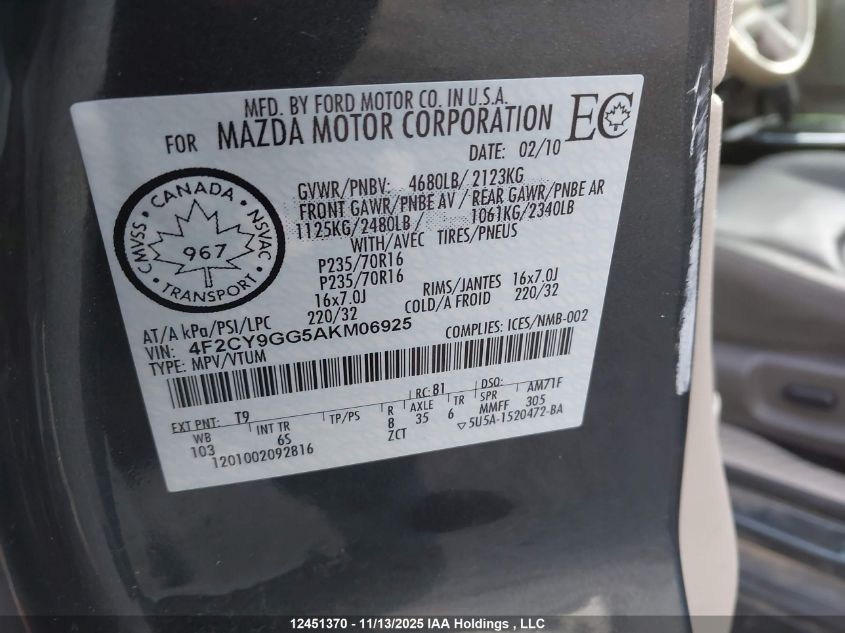 MFD. BY FORD MOTOR CO. IN U.S.A.
FOR MAZDA MOTOR CORPORATION EC
DATE: 02/10
GVWR/PNBV: 4680LB/ 2123KG
FRONT GAWR/PNBE AV / REAR GAWR/PNBE AR
1125KG/2480LB / 1061KG/2340LB
WITH/AVEC TIRES/PNEUS
P235/70R16
P235/70R16
16x7.0J RIMS/JANTES 16x7.0J
AT/A kPa/PSI/LPC 220/32 COLD/A FROID 220/32
CANADA
CMVSS NSVAC
967
TRANSPORT
VIN: 4F2CY9GG5AKM06925 COMPLIES: ICES/NMB-002
TYPE: MPV/VTUM
EXT PNT: T9 RC: 81 DSO: AM71F
WB INT TR TP/PS R AXLE TR SPR
103 6S 8 35 6 MMFF 305
1201002092816 ZCT ▽5U5A-1520472-BA
12451370 - 11/13/2025 IAA Holdings , LLC